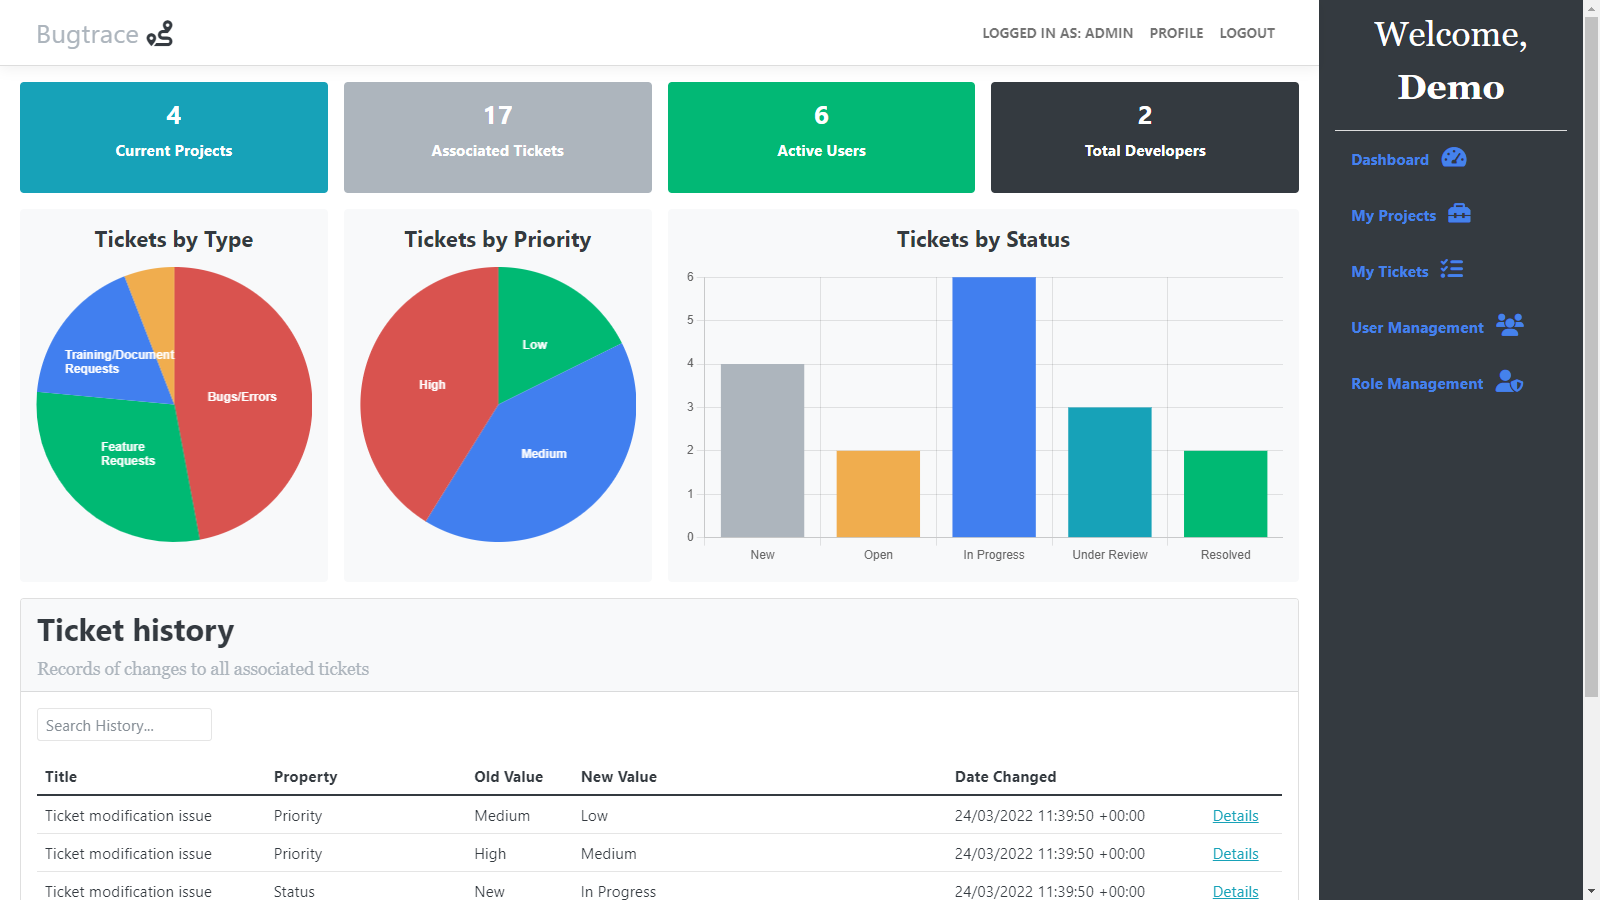 Bugtrace
LOGGED IN AS: ADMIN PROFILE LOGOUT
Welcome,
Demo
Dashboard
My Projects
My Tickets
User Management
Role Management
4
Current Projects
17
Associated Tickets
6
Active Users
2
Total Developers
Tickets by Type
Training/Document
Requests
Bugs/Errors
Feature
Requests
Tickets by Priority
Low
High
Medium
Tickets by Status
6
5
4
3
2
1
0
New Open In Progress Under Review Resolved
Ticket history
Records of changes to all associated tickets
Search History...
Title Property Old Value New Value Date Changed
Ticket modification issue Priority Medium Low 24/03/2022 11:39:50 +00:00 Details
Ticket modification issue Priority High Medium 24/03/2022 11:39:50 +00:00 Details
Ticket modification issue Status New In Progress 24/03/2022 11:39:50 +00:00 Details